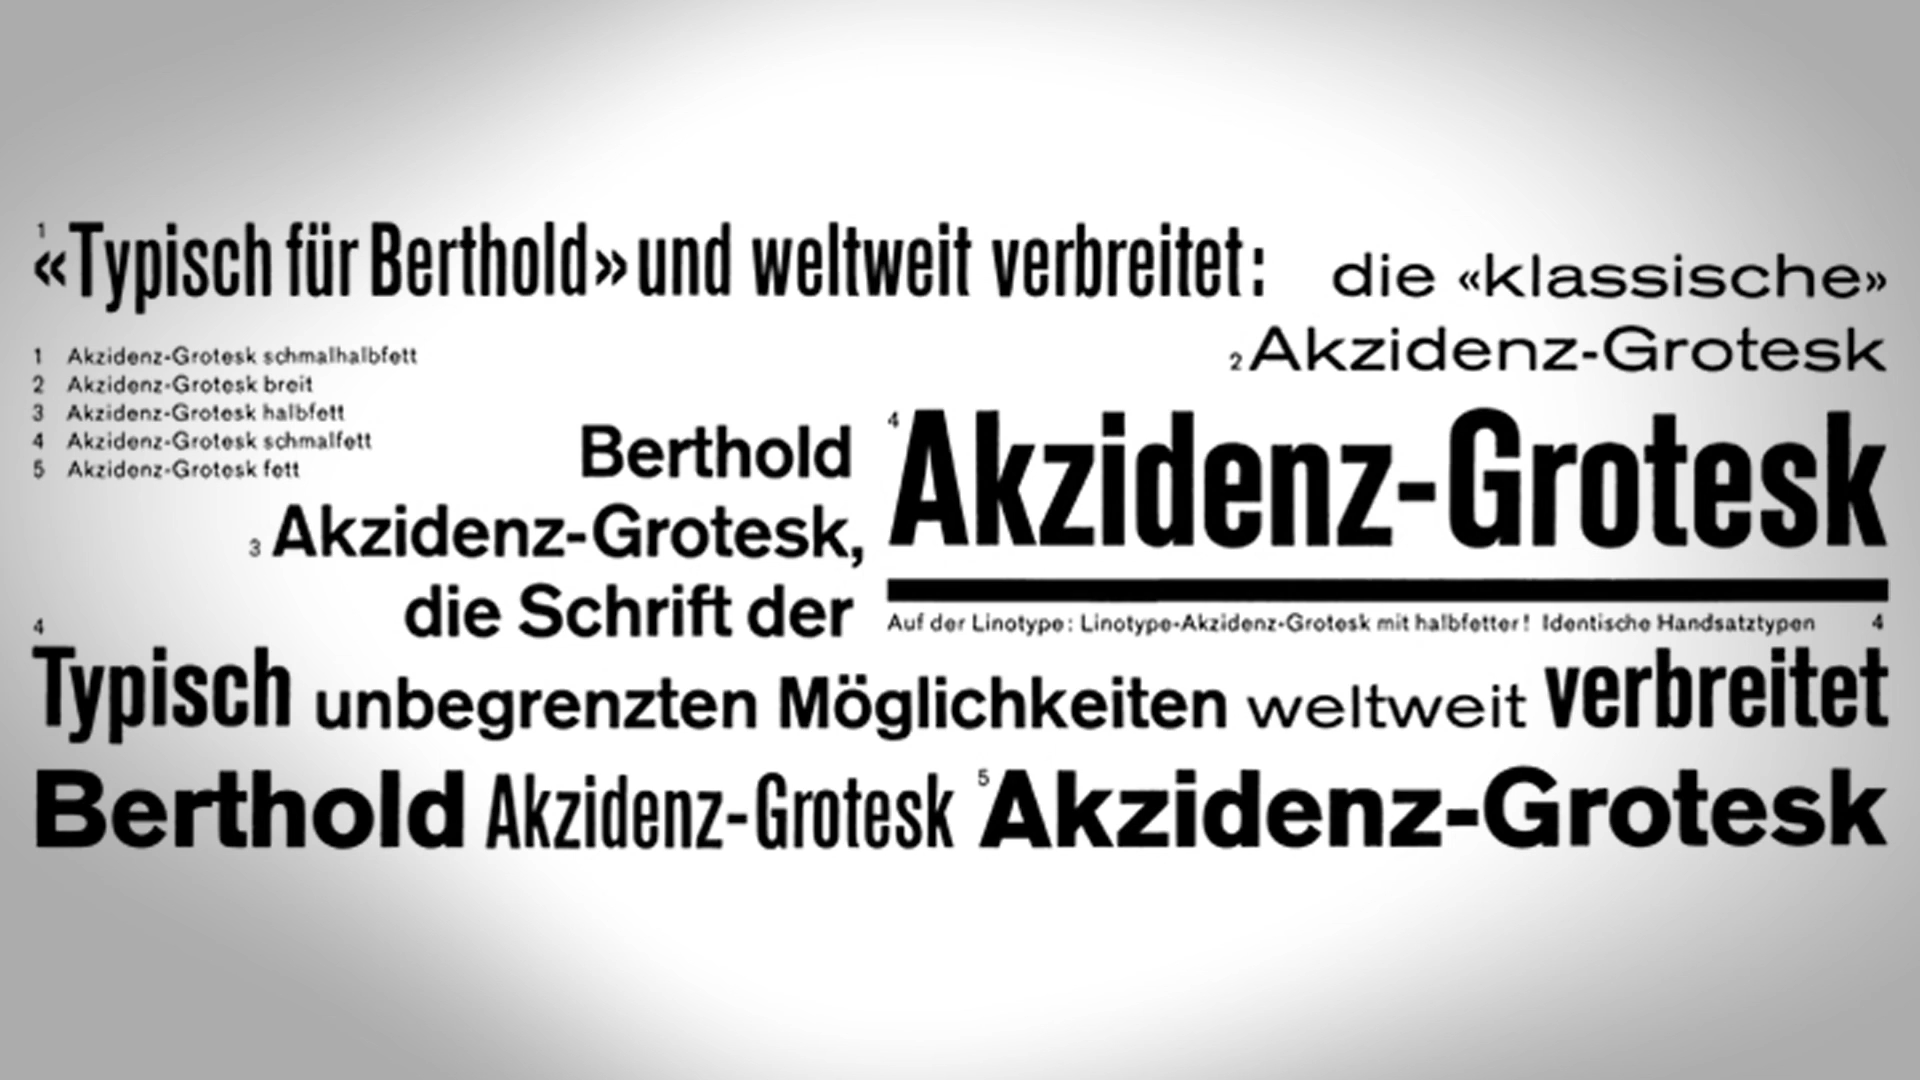 1
«Typisch für Berthold» und weltweit verbreitet:
die «klassische»
2 Akzidenz-Grotesk
1 Akzidenz-Grotesk schmalhalbfett
2 Akzidenz-Grotesk breit
3 Akzidenz-Grotesk halbfett
4 Akzidenz-Grotesk schmalfett
5 Akzidenz-Grotesk fett
Berthold
3 Akzidenz-Grotesk,
die Schrift der
4 Akzidenz-Grotesk
Auf der Linotype: Linotype-Akzidenz-Grotesk mit halbfetter! Identische Handsatztypen 4
4
Typisch unbegrenzten Möglichkeiten weltweit verbreitet
Berthold Akzidenz-Grotesk 5 Akzidenz-Grotesk